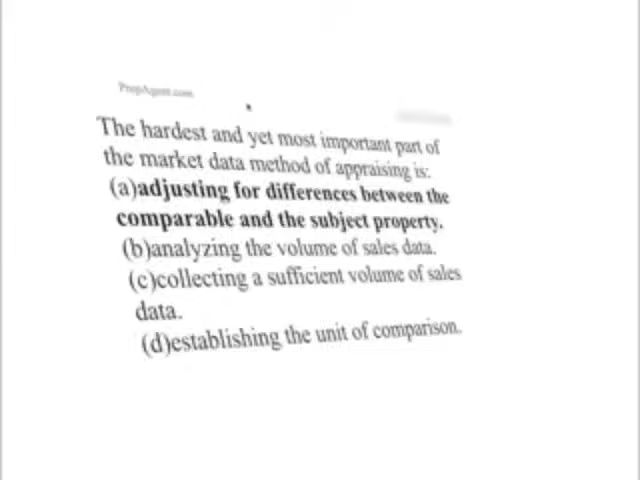 PrepAgent.com
The hardest and yet most important part of
the market data method of appraising is:
(a)adjusting for differences between the
comparable and the subject property.
(b)analyzing the volume of sales data.
(c)collecting a sufficient volume of sales
data.
(d)establishing the unit of comparison.